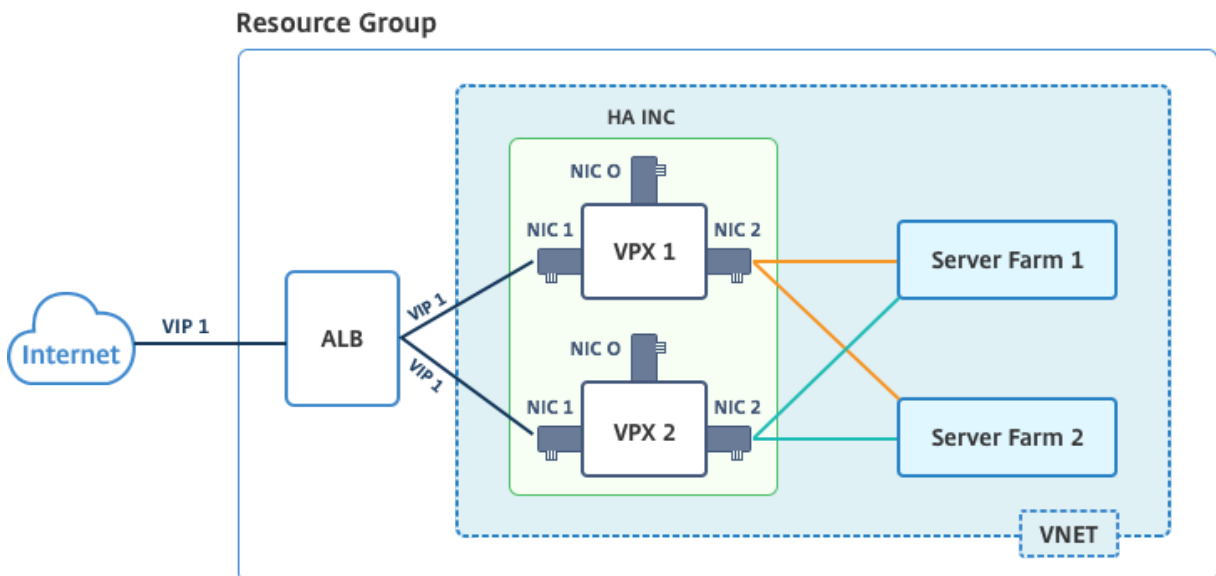 Resource Group
HA INC
NIC O
NIC 1
VPX 1
NIC 2
Server Farm 1
VIP 1
Internet
VIP 1
ALB
VIP 1
NIC O
NIC 1
VPX 2
NIC 2
Server Farm 2
VNET